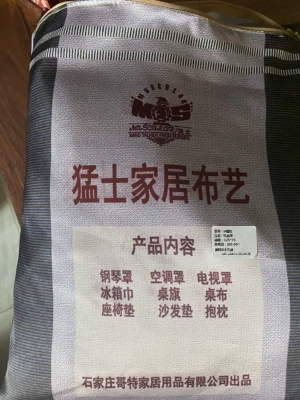 MS
猛士家居布艺
产品内容
钢琴罩 空调罩 电视罩
冰箱巾 桌旗 桌布
座椅垫 沙发垫 抱枕
石家庄哥特家居用品有限公司出品